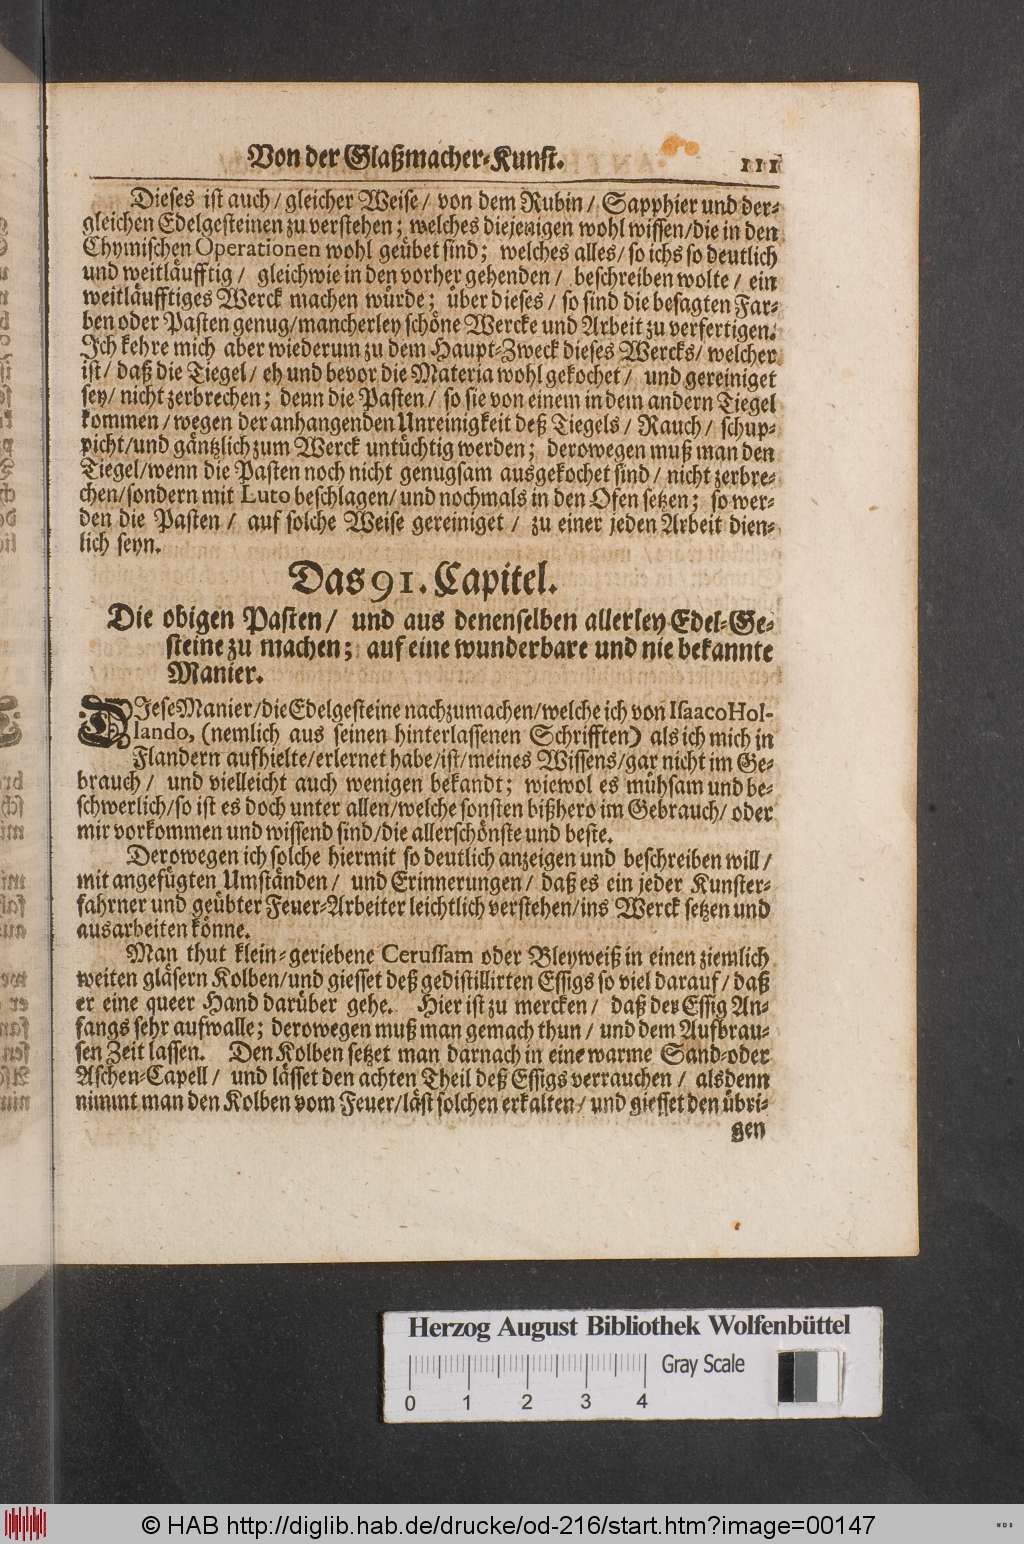 Von der Glaßmacher-Kunst. 111
Dieses ist auch / gleicher Weise / von dem Rubin / Sapphier und der-
gleichen Edelgesteinen zu verstehen; welches diejenigen wohl wissen / die in den
Chymischen Operationen wohl geübet sind; welches alles / so ichs so deutlich
und weitläufftig / gleichwie in den vorher gehenden / beschreiben wolte / ein
weitläufftiges Werck machen würde; über dieses / so sind die besagten Far-
ben oder Pasten genug / mancherley schöne Wercke und Arbeit zu verfertigen.
Ich kehre mich aber wiederum zu dem Haupt-Zweck dieses Wercks / welcher
ist / daß die Tiegel / eh und bevor die Materia wohl gekochet / und gereiniget
sey / nicht zerbrechen; denn die Pasten / so sie von einem in dem andern Tiegel
kommen / wegen der anhangenden Unreinigkeit deß Tiegels / Rauch / schup-
picht / und gäntzlich zum Werck untüchtig werden; derowegen muß man den
Tiegel / wenn die Pasten noch nicht genugsam ausgekochet sind / nicht zerbre-
chen / sondern mit Luto beschlagen / und nochmals in den Ofen setzen; so wer-
den die Pasten / auf solche Weise gereiniget / zu einer jeden Arbeit dien-
lich seyn.
Das 91. Capitel.
Die obigen Pasten / und aus denenselben allerley Edel-Ge-
steine zu machen; auf eine wunderbare und nie bekannte
Manier.
DIese Manier / die Edelgesteine nachzumachen / welche ich von Isaaco Hol-
lando, (nemlich aus seinen hinterlassenen Schrifften) als ich mich in
Flandern aufhielte / erlernet habe / ist / meines Wissens / gar nicht im Ge-
brauch / und vielleicht auch wenigen bekandt; wiewol es mühsam und be-
schwerlich / so ist es doch unter allen / welche sonsten bißhero im Gebrauch / oder
mir vorkommen und wissend sind / die allerschönste und beste.
Derowegen ich solche hiermit so deutlich anzeigen und beschreiben will /
mit angefügten Umständen / und Erinnerungen / daß es ein jeder Kunster-
fahrner und geübter Feuer-Arbeiter leichtlich verstehen / ins Werck setzen und
ausarbeiten könne.
Man thut klein-geriebene Cerussam oder Bleyweiß in einen ziemlich
weiten gläsern Kolben / und giesset deß gedistillirten Essigs so viel darauf / daß
er eine queer Hand darüber gehe. Hier ist zu mercken / daß der Essig An-
fangs sehr aufwalle; derowegen muß man gemach thun / und dem Aufbrau-
sen Zeit lassen. Den Kolben setzet man darnach in eine warme Sand- oder
Aschen-Capell / und lässet den achten Theil deß Essigs verrauchen / alsdenn
nimmt man den Kolben vom Feuer / läst solchen erkalten / und giesset den übri-
gen
Herzog August Bibliothek Wolfenbüttel
Gray Scale
0 1 2 3 4
© HAB http://diglib.hab.de/drucke/od-216/start.htm?image=00147